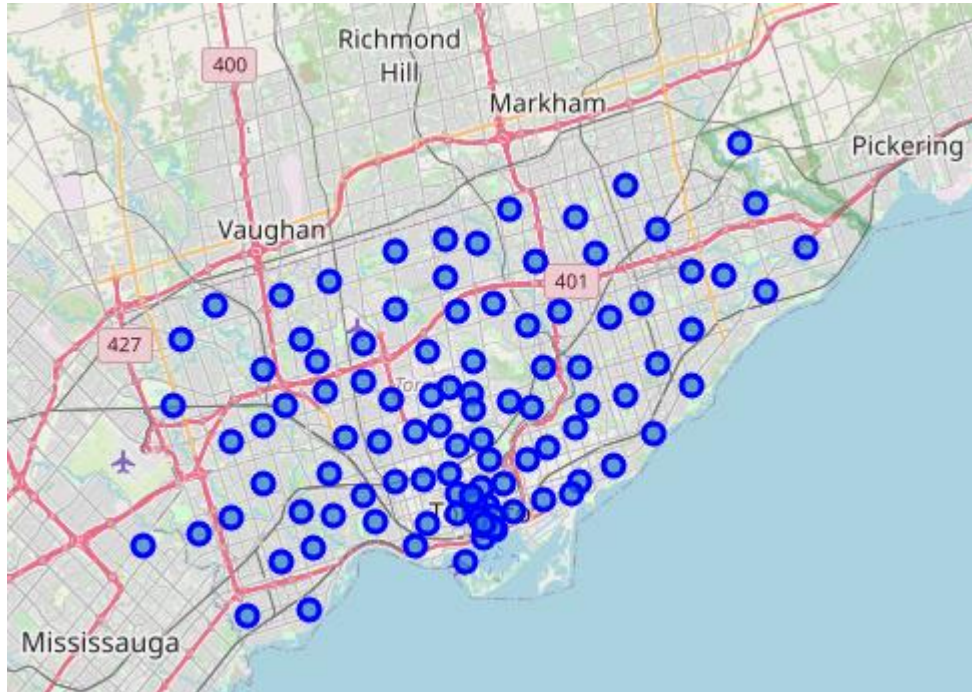 Richmond
Hill
400
Markham
Pickering
Vaughan
401
427
Mississauga